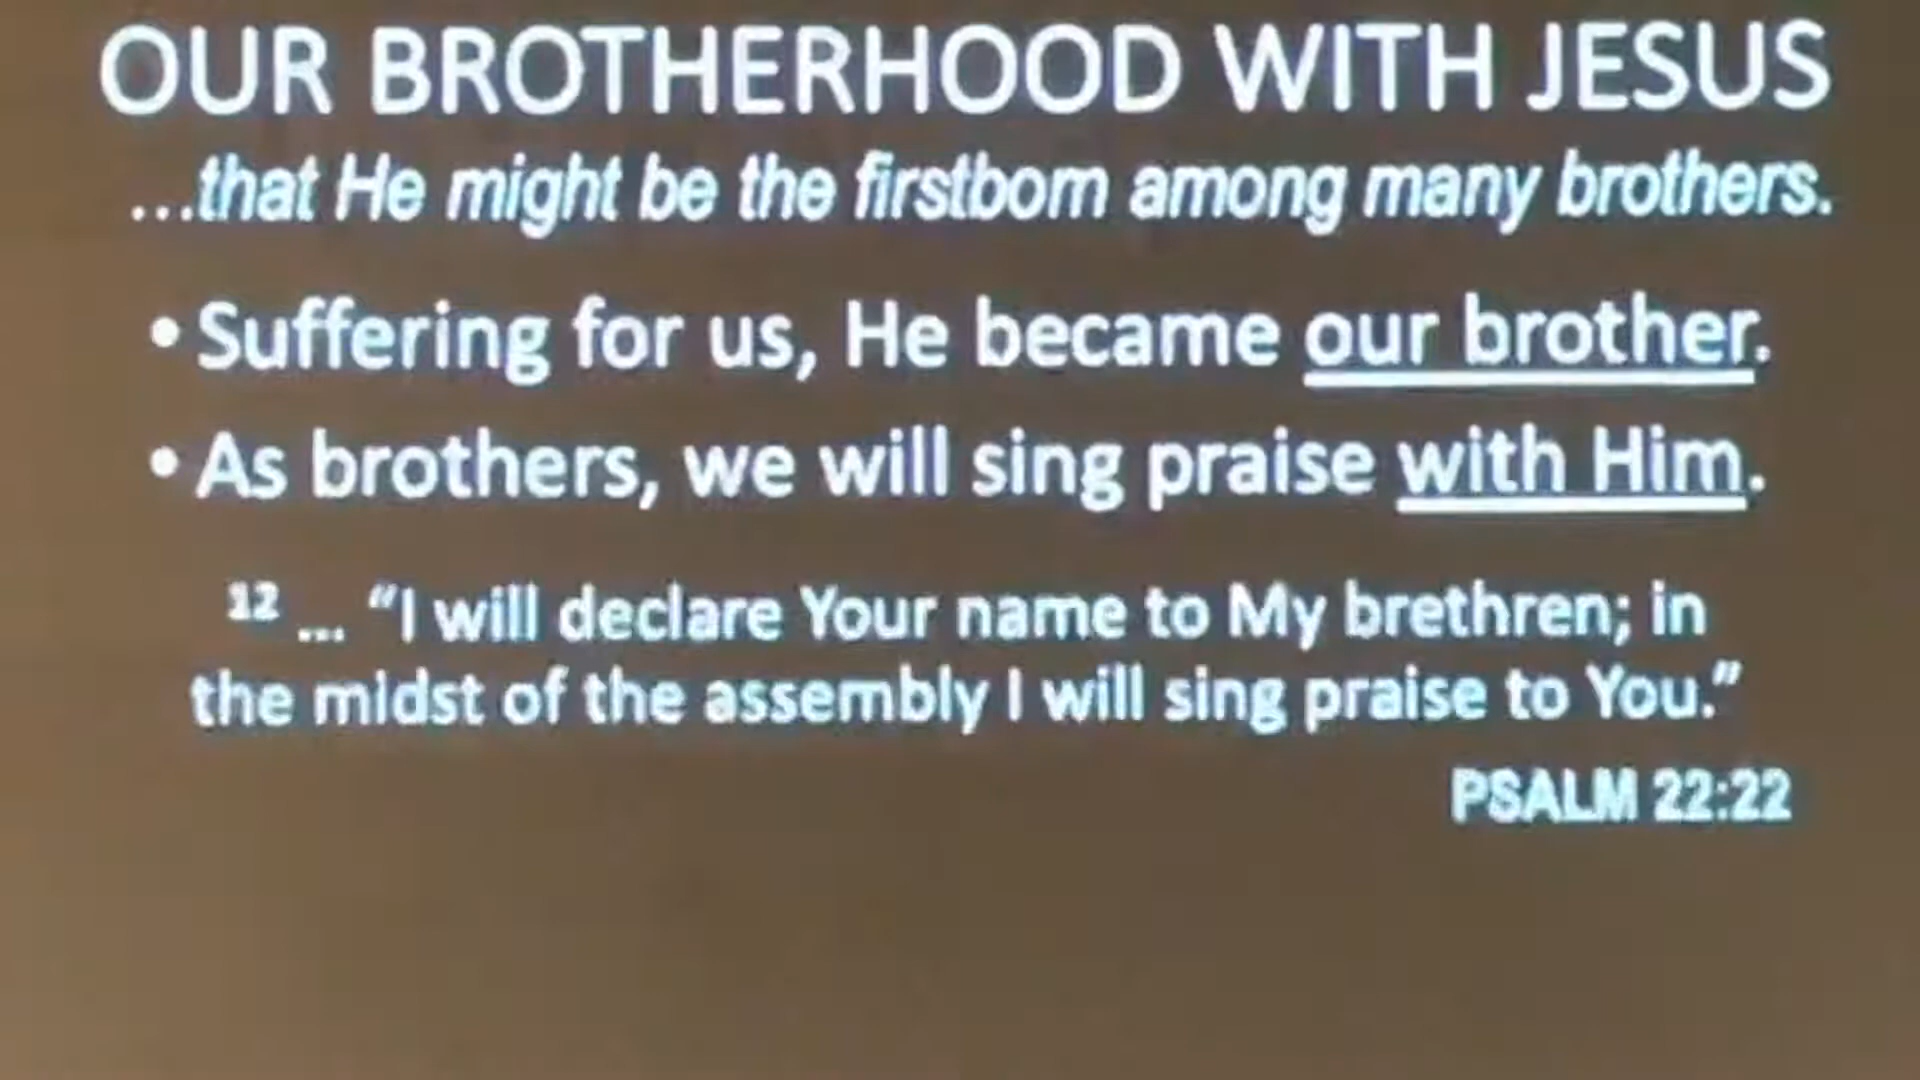 OUR BROTHERHOOD WITH JESUS
...that He might be the firstborn among many brothers.
• Suffering for us, He became our brother.
• As brothers, we will sing praise with Him.
12 ... “I will declare Your name to My brethren; in
the midst of the assembly I will sing praise to You.”
PSALM 22:22